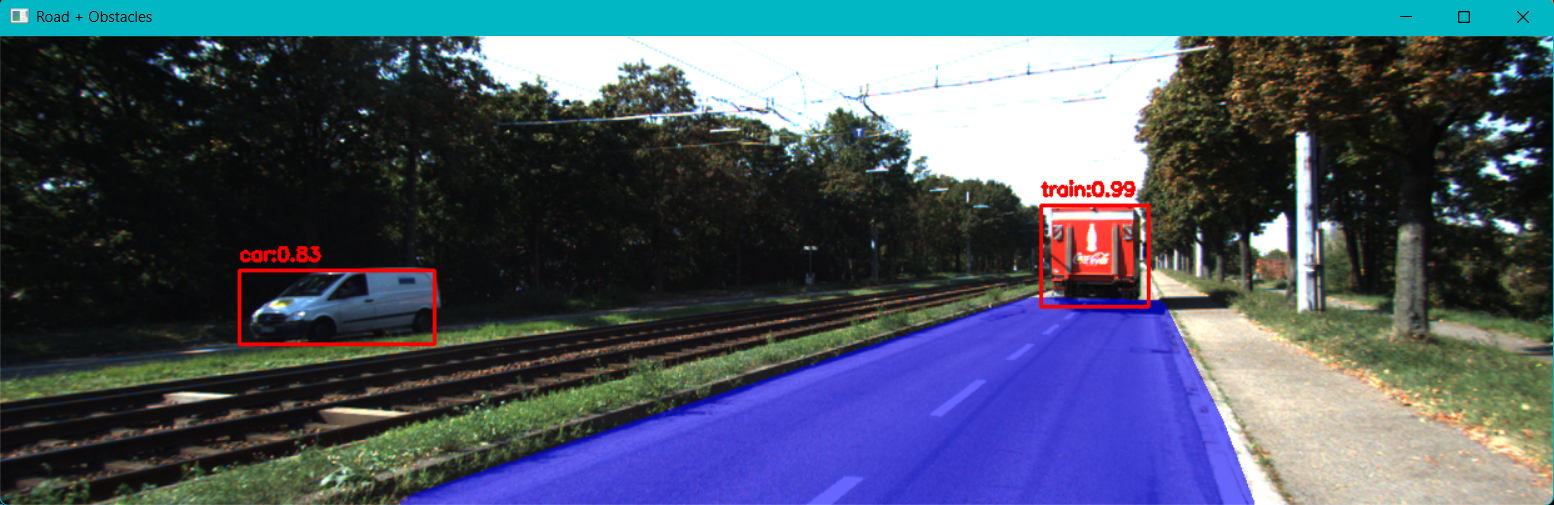 Road + Obstacles
train:0.99
car:0.83
Coca-Cola